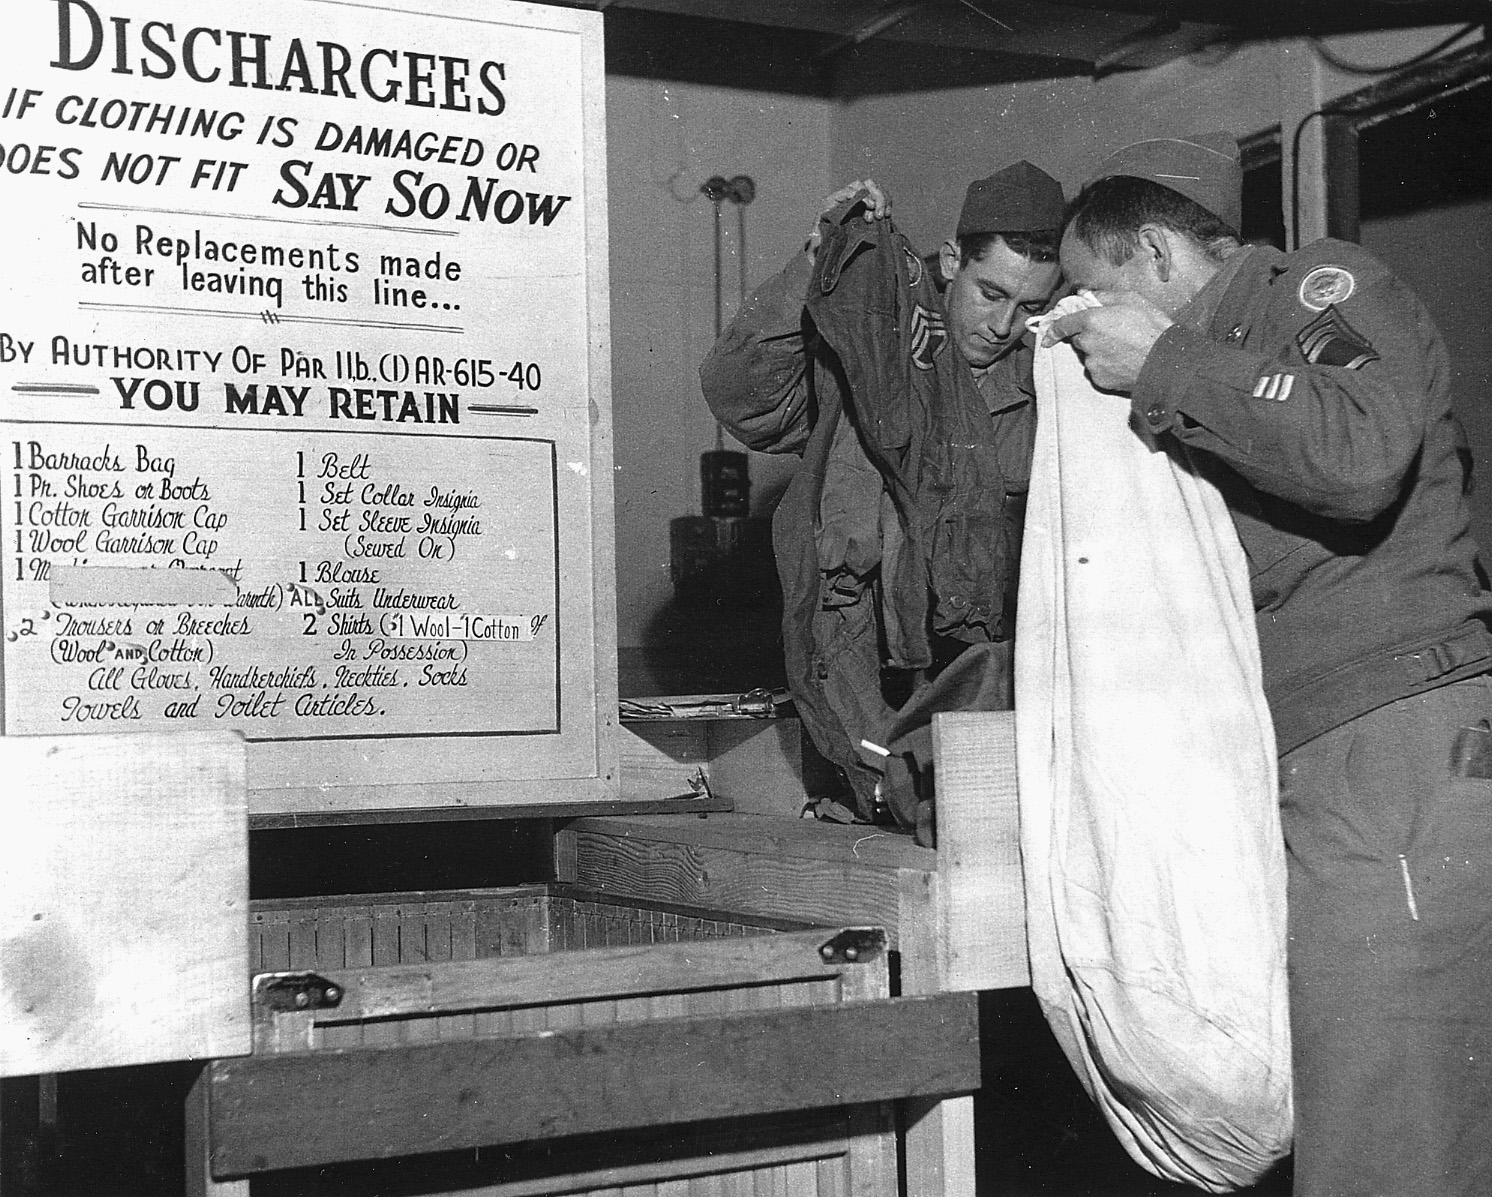 DISCHARGEES
IF CLOTHING IS DAMAGED OR
DOES NOT FIT SAY SO NOW
No Replacements made
after leaving this line...
BY AUTHORITY OF PAR 11,b.,(1) AR-615-40
YOU MAY RETAIN
1 Barracks Bag
1 Pr. Shoes or Boots
1 Cotton Garrison Cap
1 Wool Garrison Cap
1
"2" Trousers or Breeches
(Wool "AND" Cotton)
1 Belt
1 Set Collar Insignia
1 Set Sleeve Insignia
(Sewed On)
1 Blouse
"ALL" Suits Underwear
2 Shirts ("1 Wool-1 Cotton If
In Possession)
All Gloves, Handkerchiefs, Neckties, Socks
Towels and Toilet Articles.